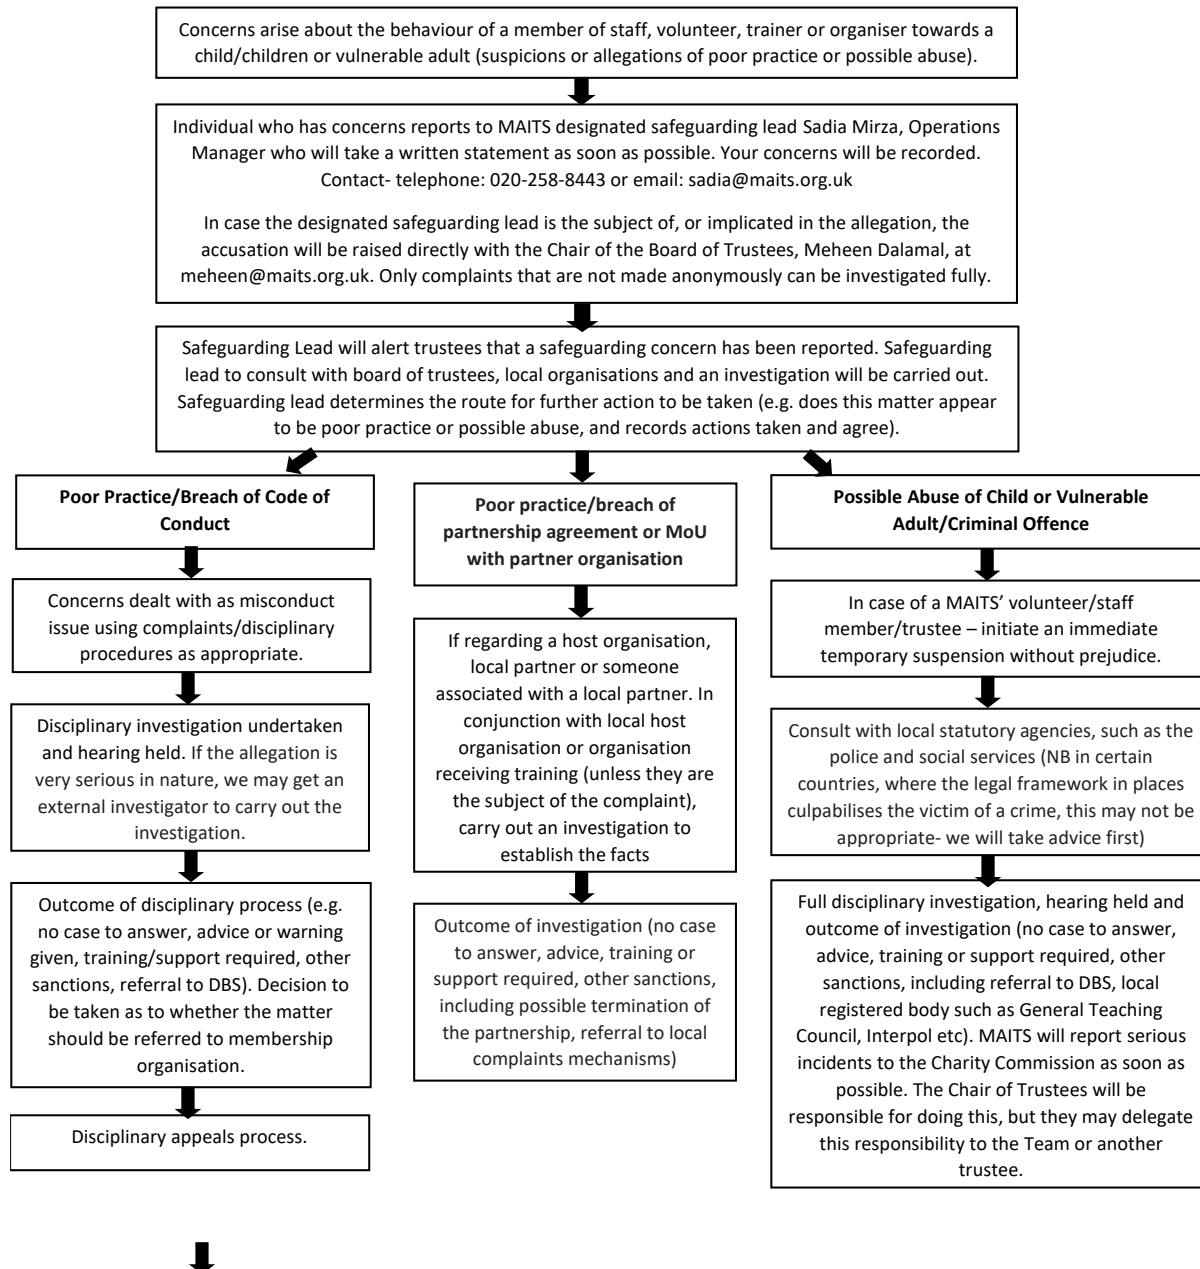 Concerns arise about the behaviour of a member of staff, volunteer, trainer or organiser towards a
child/children or vulnerable adult (suspicions or allegations of poor practice or possible abuse).
Individual who has concerns reports to MAITS designated safeguarding lead Sadia Mirza, Operations
Manager who will take a written statement as soon as possible. Your concerns will be recorded.
Contact- telephone: 020-258-8443 or email: sadia@maits.org.uk
In case the designated safeguarding lead is the subject of, or implicated in the allegation, the
accusation will be raised directly with the Chair of the Board of Trustees, Meheen Dalamal, at
meheen@maits.org.uk. Only complaints that are not made anonymously can be investigated fully.
Safeguarding Lead will alert trustees that a safeguarding concern has been reported. Safeguarding
lead to consult with board of trustees, local organisations and an investigation will be carried out.
Safeguarding lead determines the route for further action to be taken (e.g. does this matter appear
to be poor practice or possible abuse, and records actions taken and agree).
Poor Practice/Breach of Code of
Conduct
Concerns dealt with as misconduct
issue using complaints/disciplinary
procedures as appropriate.
Disciplinary investigation undertaken
and hearing held. If the allegation is
very serious in nature, we may get an
external investigator to carry out the
investigation.
Outcome of disciplinary process (e.g.
no case to answer, advice or warning
given, training/support required, other
sanctions, referral to DBS). Decision to
be taken as to whether the matter
should be referred to membership
organisation.
Disciplinary appeals process.
Poor practice/breach of
partnership agreement or MoU
with partner organisation
If regarding a host organisation,
local partner or someone
associated with a local partner. In
conjunction with local host
organisation or organisation
receiving training (unless they are
the subject of the complaint),
carry out an investigation to
establish the facts
Outcome of investigation (no case
to answer, advice, training or
support required, other sanctions,
including possible termination of
the partnership, referral to local
complaints mechanisms)
Possible Abuse of Child or Vulnerable
Adult/Criminal Offence
In case of a MAITS’ volunteer/staff
member/trustee – initiate an immediate
temporary suspension without prejudice.
Consult with local statutory agencies, such as the
police and social services (NB in certain
countries, where the legal framework in places
culpabilises the victim of a crime, this may not be
appropriate- we will take advice first)
Full disciplinary investigation, hearing held and
outcome of investigation (no case to answer,
advice, training or support required, other
sanctions, including referral to DBS, local
registered body such as General Teaching
Council, Interpol etc). MAITS will report serious
incidents to the Charity Commission as soon as
possible. The Chair of Trustees will be
responsible for doing this, but they may delegate
this responsibility to the Team or another
trustee.